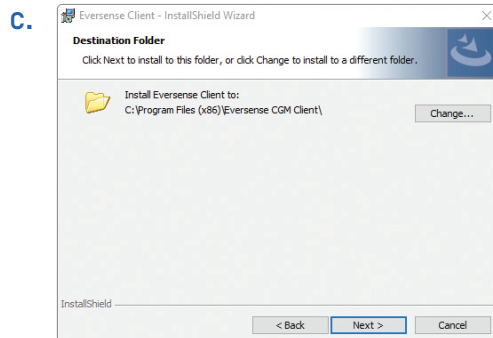 C.
Eversense Client - InstallShield Wizard
Destination Folder
Click Next to install to this folder, or click Change to install to a different folder.
Install Eversense Client to:
C:\Program Files (x86)\Eversense CGM Client\
Change...
InstallShield
< Back Next > Cancel